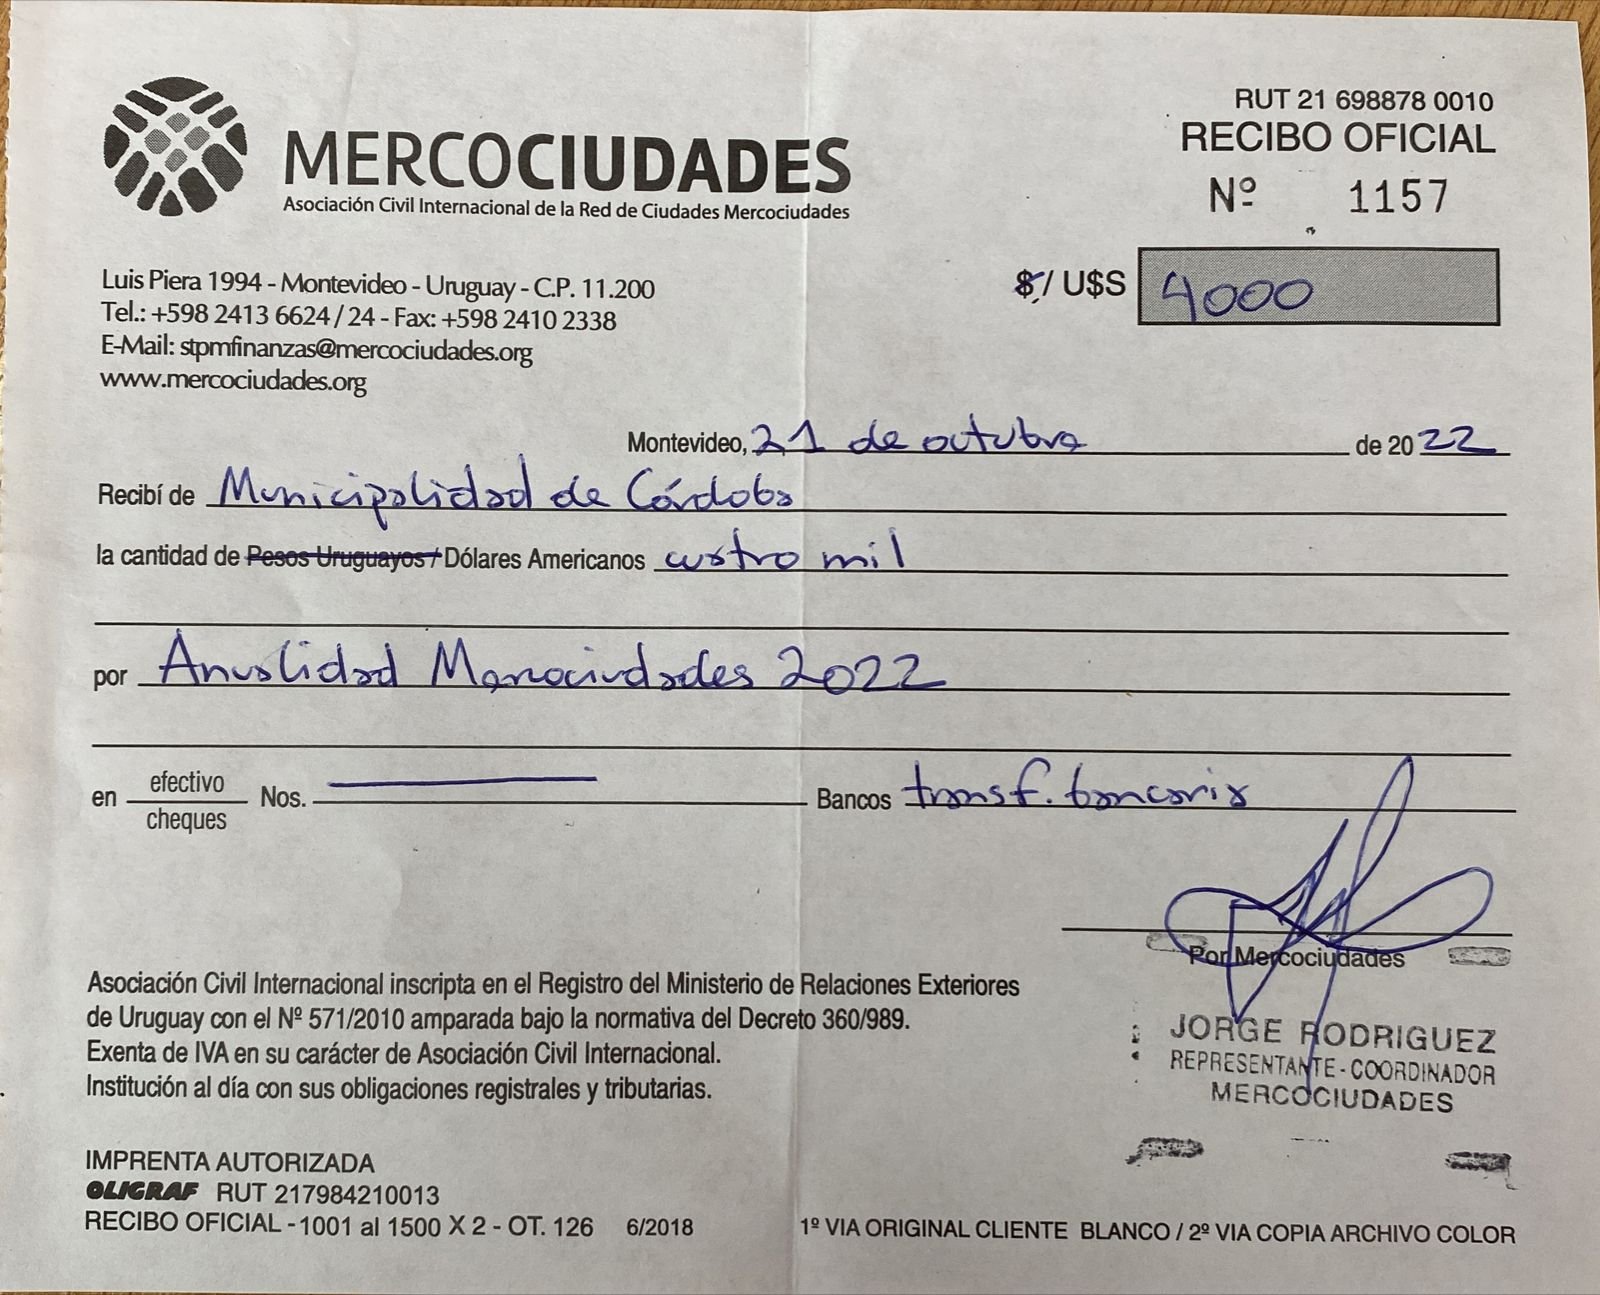 MERCOCIUDADES
Asociación Civil Internacional de la Red de Ciudades Mercociudades
RUT 21 698878 0010
RECIBO OFICIAL
Nº 1157
$/ U$S 4000
Luis Piera 1994 - Montevideo - Uruguay - C.P. 11.200
Tel.: +598 2413 6624 / 24 - Fax: +598 2410 2338
E-Mail: stpmfinanzas@mercociudades.org
www.mercociudades.org
Montevideo, 21 de octubre de 2022
Recibí de Municipalidad de Córdoba
la cantidad de Pesos Uruguayos / Dólares Americanos cuatro mil
por Anualidad Mercociudades 2022
en efectivo cheques Nos. Bancos transf. bancaria
Por Mercociudades
JORGE RODRIGUEZ
REPRESENTANTE - COORDINADOR
MERCOCIUDADES
Asociación Civil Internacional inscripta en el Registro del Ministerio de Relaciones Exteriores
de Uruguay con el Nº 571/2010 amparada bajo la normativa del Decreto 360/989.
Exenta de IVA en su carácter de Asociación Civil Internacional.
Institución al día con sus obligaciones registrales y tributarias.
IMPRENTA AUTORIZADA
OLIGRAF RUT 217984210013
RECIBO OFICIAL - 1001 al 1500 X 2 - OT. 126 6/2018
1º VIA ORIGINAL CLIENTE BLANCO / 2ª VIA COPIA ARCHIVO COLOR